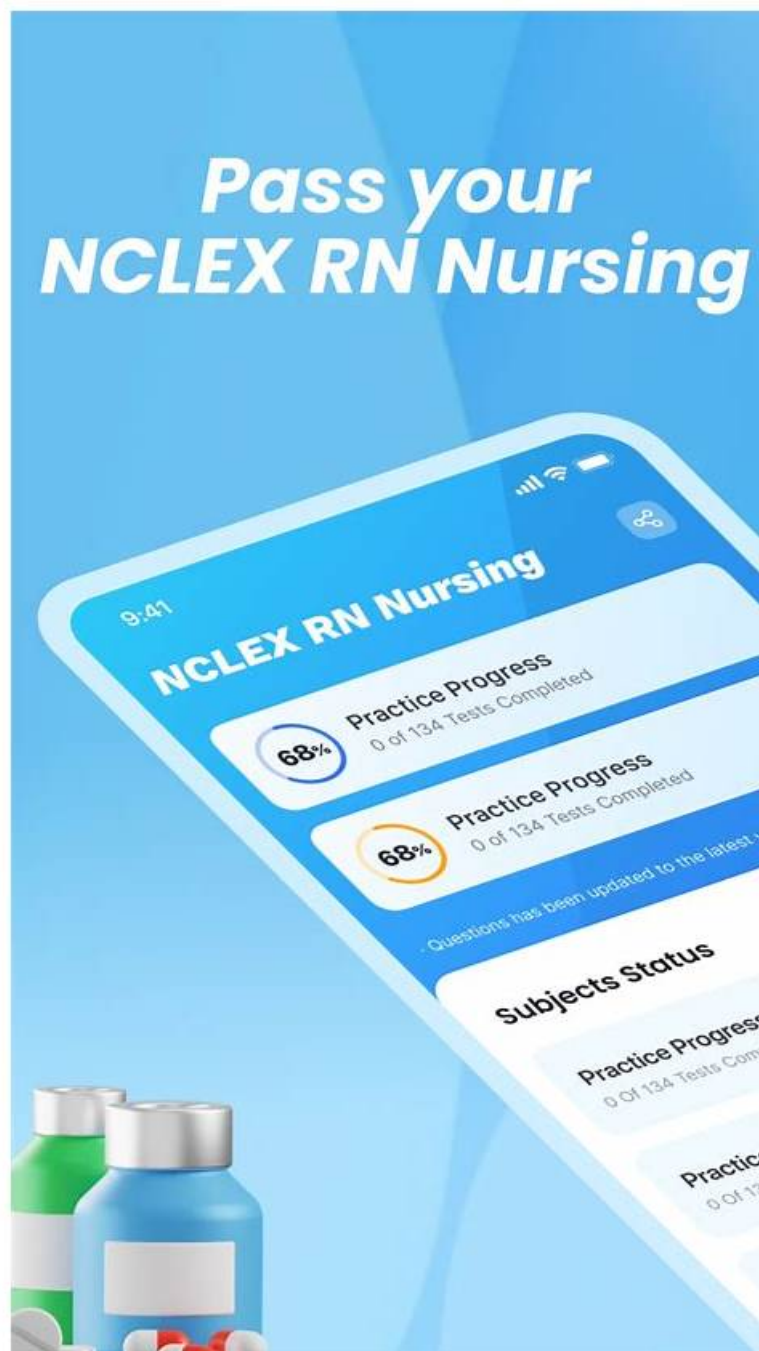 Pass your
NCLEX RN Nursing
9:41
NCLEX RN Nursing
68%
Practice Progress
0 of 134 Tests Completed
68%
Practice Progress
0 of 134 Tests Completed
- Questions has been updated to the latest
Subjects Status
Practice Progress
0 Of 134 Tests
0 Of